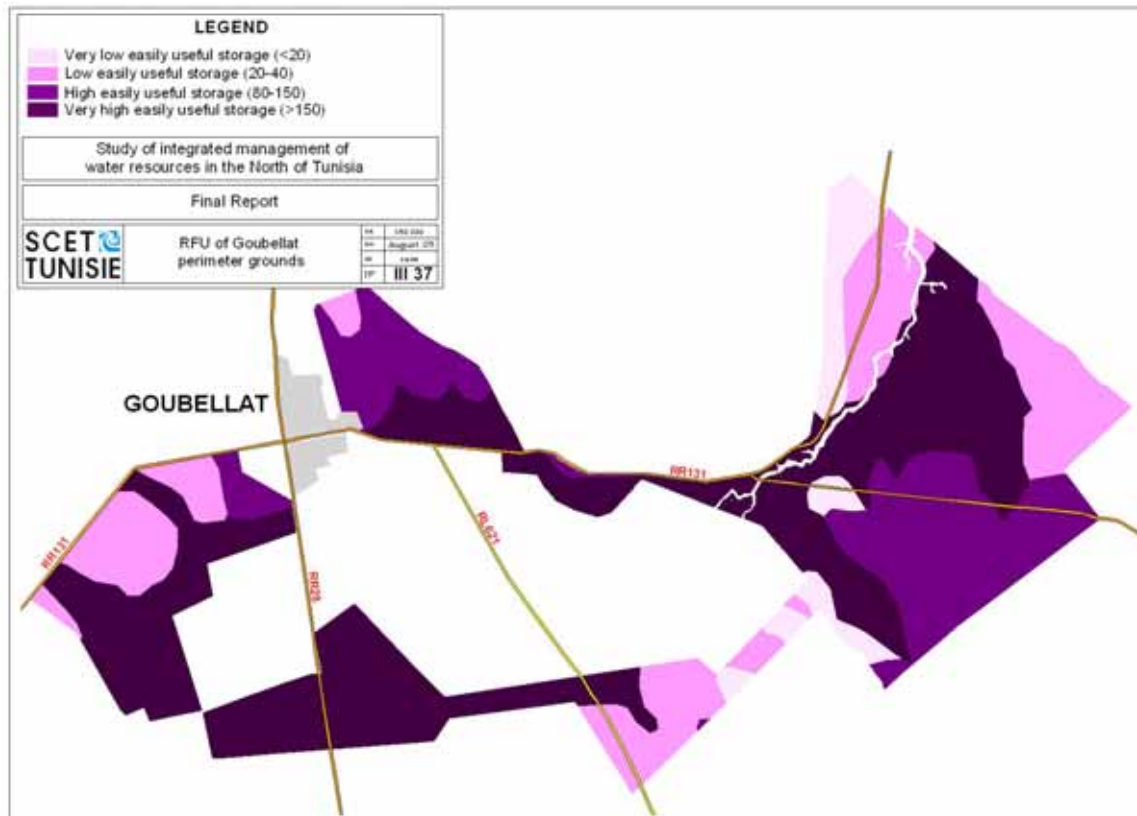 LEGEND
Very low easily useful storage (<20)
Low easily useful storage (20-40)
High easily useful storage (80-150)
Very high easily useful storage (>150)
Study of integrated management of
water resources in the North of Tunisia
Final Report
SCET
TUNISIE
RFU of Goubellat
perimeter grounds
August
III 37
GOUBELLAT
RR131
RR131
RR28
RL621